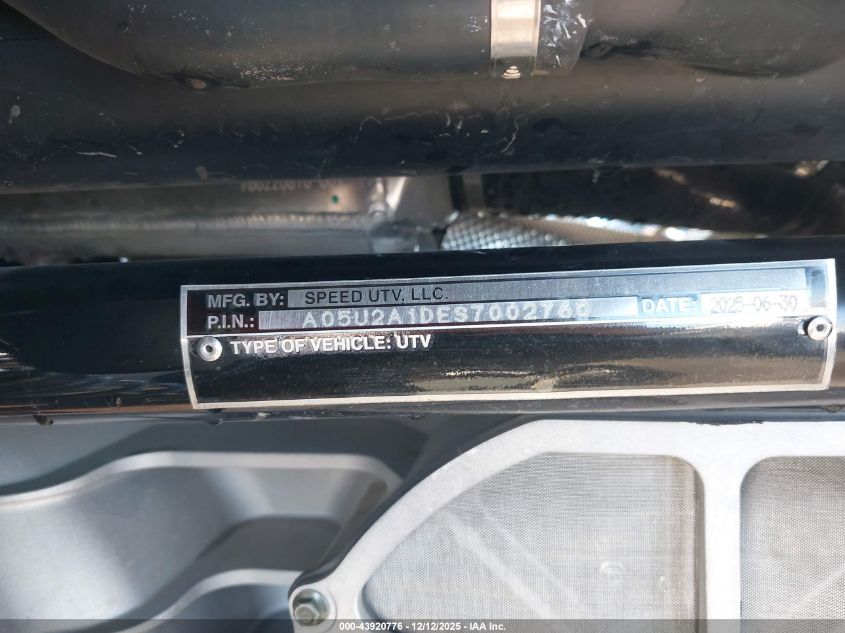 MFG. BY: SPEED UTV, LLC.
P.I.N.: A05U2A1DES7002768 DATE: 2025-06-30
TYPE OF VEHICLE: UTV
000-43920776 - 12/12/2025 - IAA Inc.